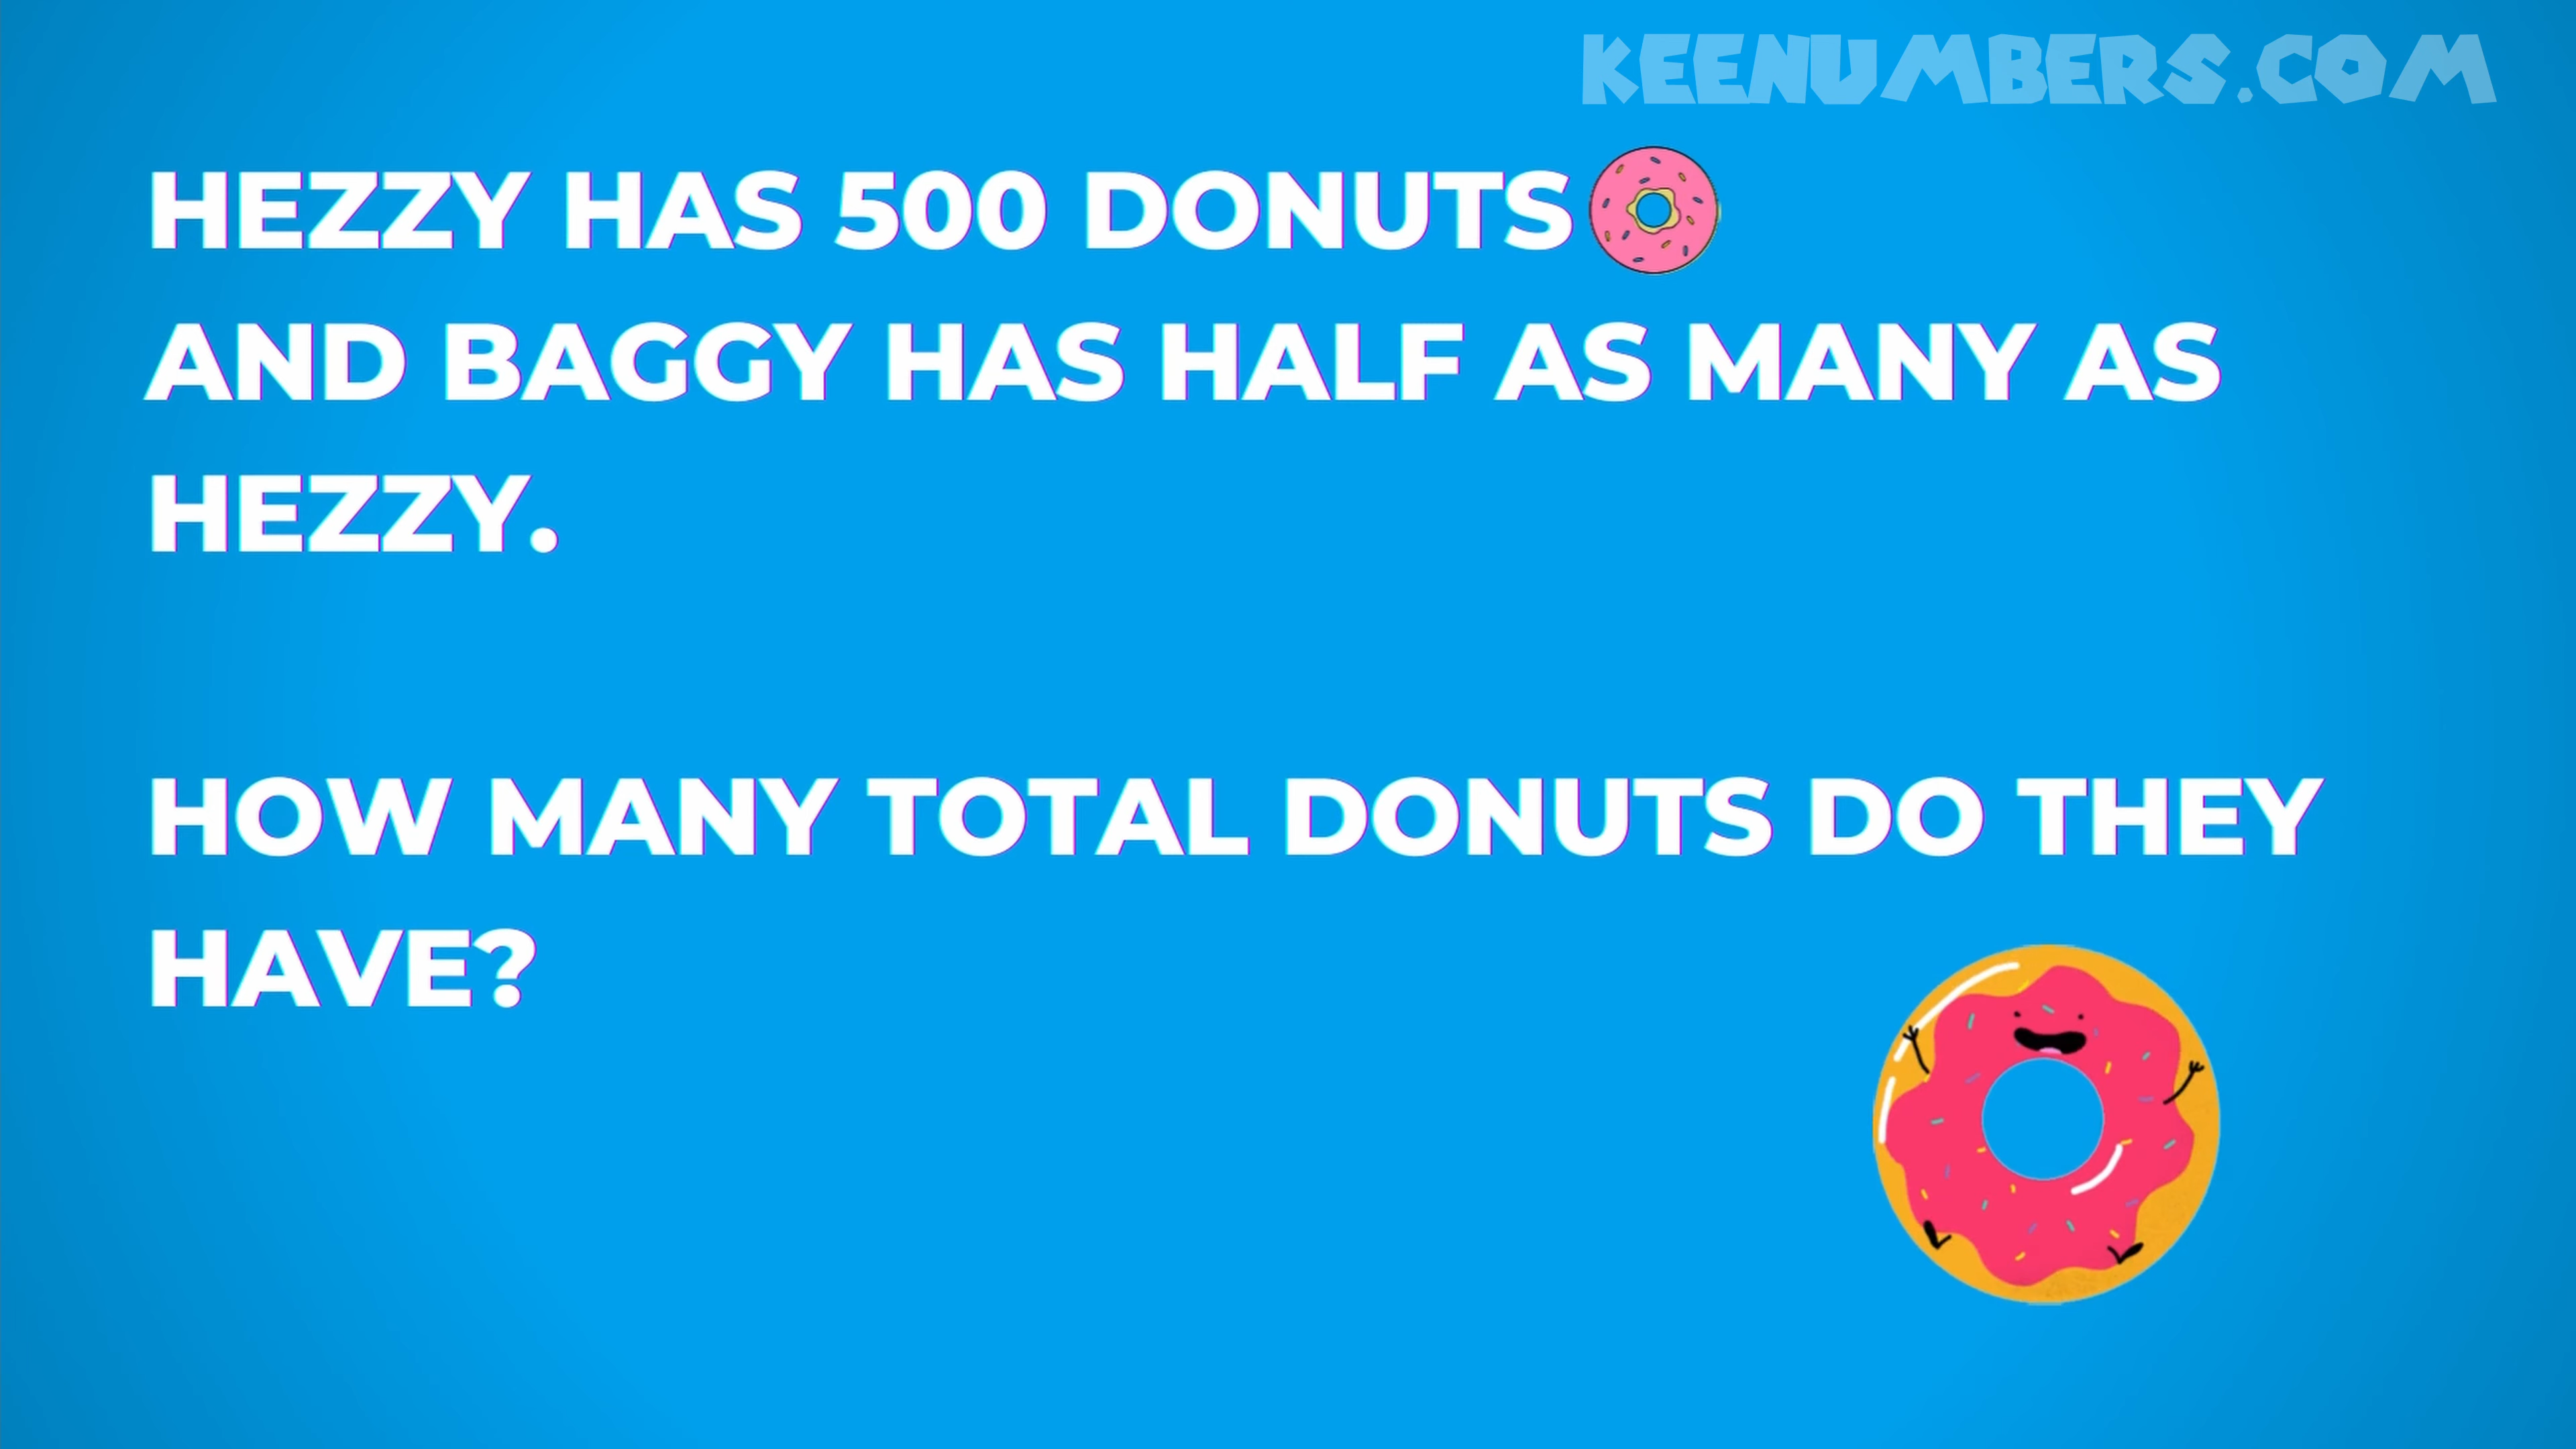 KEENUMBERS.COM
HEZZY HAS 500 DONUTS
AND BAGGY HAS HALF AS MANY AS
HEZZY.
HOW MANY TOTAL DONUTS DO THEY
HAVE?